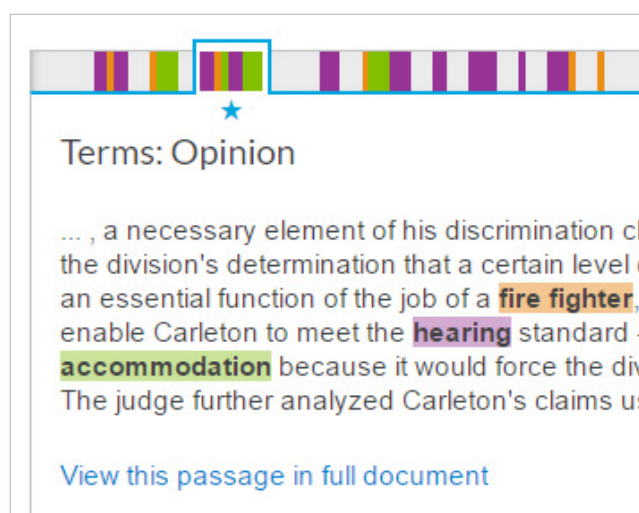 Terms: Opinion
... , a necessary element of his discrimination
the division's determination that a certain level
an essential function of the job of a fire fighter,
enable Carleton to meet the hearing standard
accommodation because it would force the
The judge further analyzed Carleton's claims
View this passage in full document